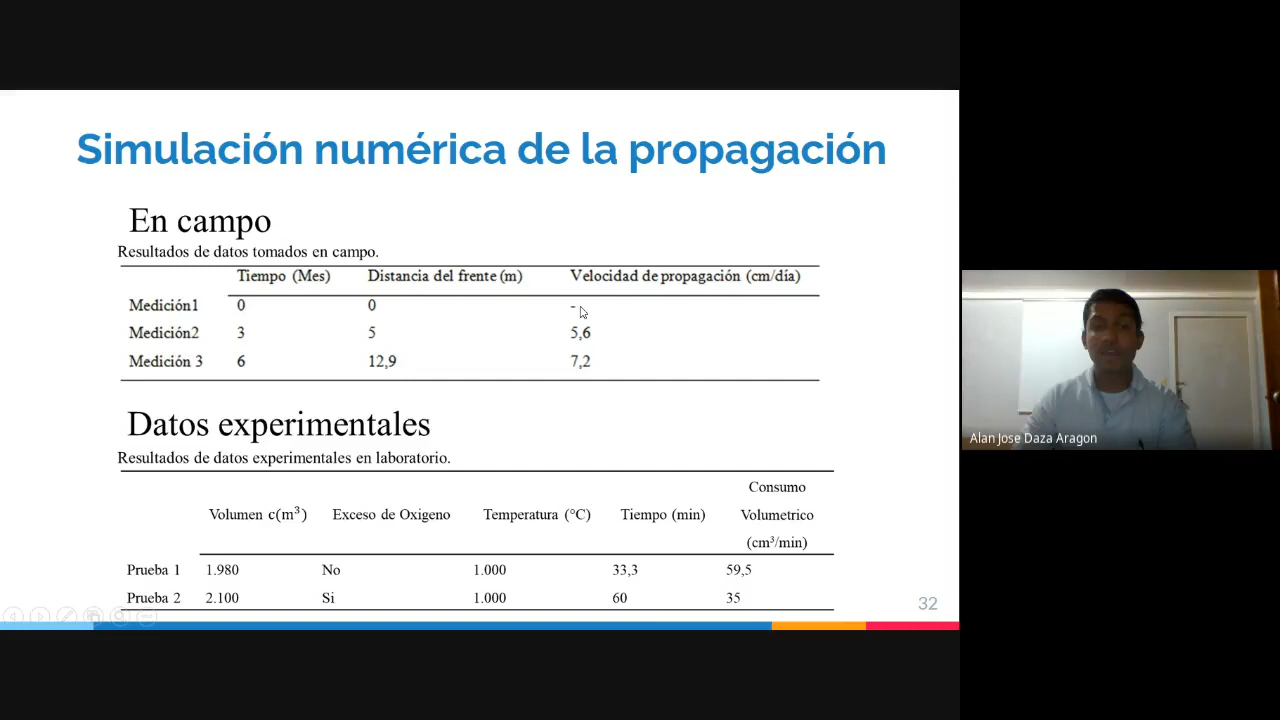 Simulación numérica de la propagación
En campo
Resultados de datos tomados en campo.
Tiempo (Mes) Distancia del frente (m) Velocidad de propagación (cm/día)
Medición1 0 0 -
Medición2 3 5 5,6
Medición 3 6 12,9 7,2
Datos experimentales
Resultados de datos experimentales en laboratorio.
Volumen c(m³) Exceso de Oxigeno Temperatura (°C) Tiempo (min) Consumo Volumetrico (cm³/min)
Prueba 1 1.980 No 1.000 33,3 59,5
Prueba 2 2.100 Si 1.000 60 35
32
Alan Jose Daza Aragon